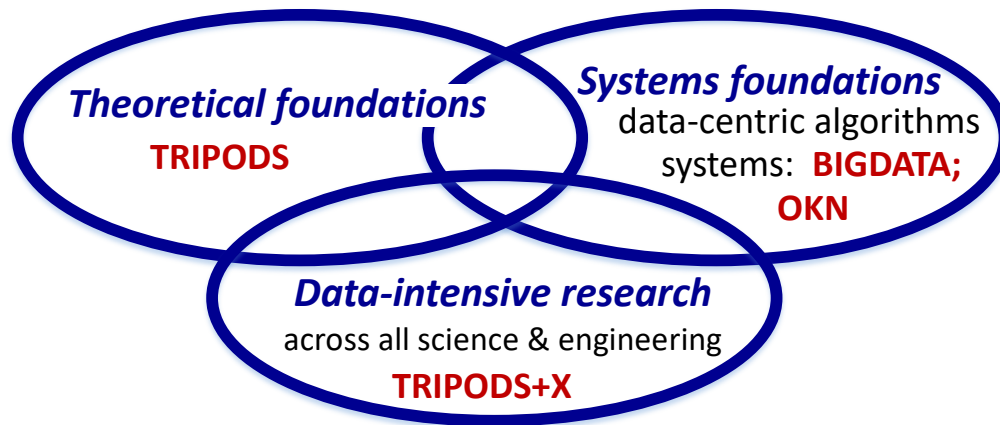 Theoretical foundations
TRIPODS
Systems foundations
data-centric algorithms
systems: BIGDATA;
OKN
Data-intensive research
across all science & engineering
TRIPODS+X